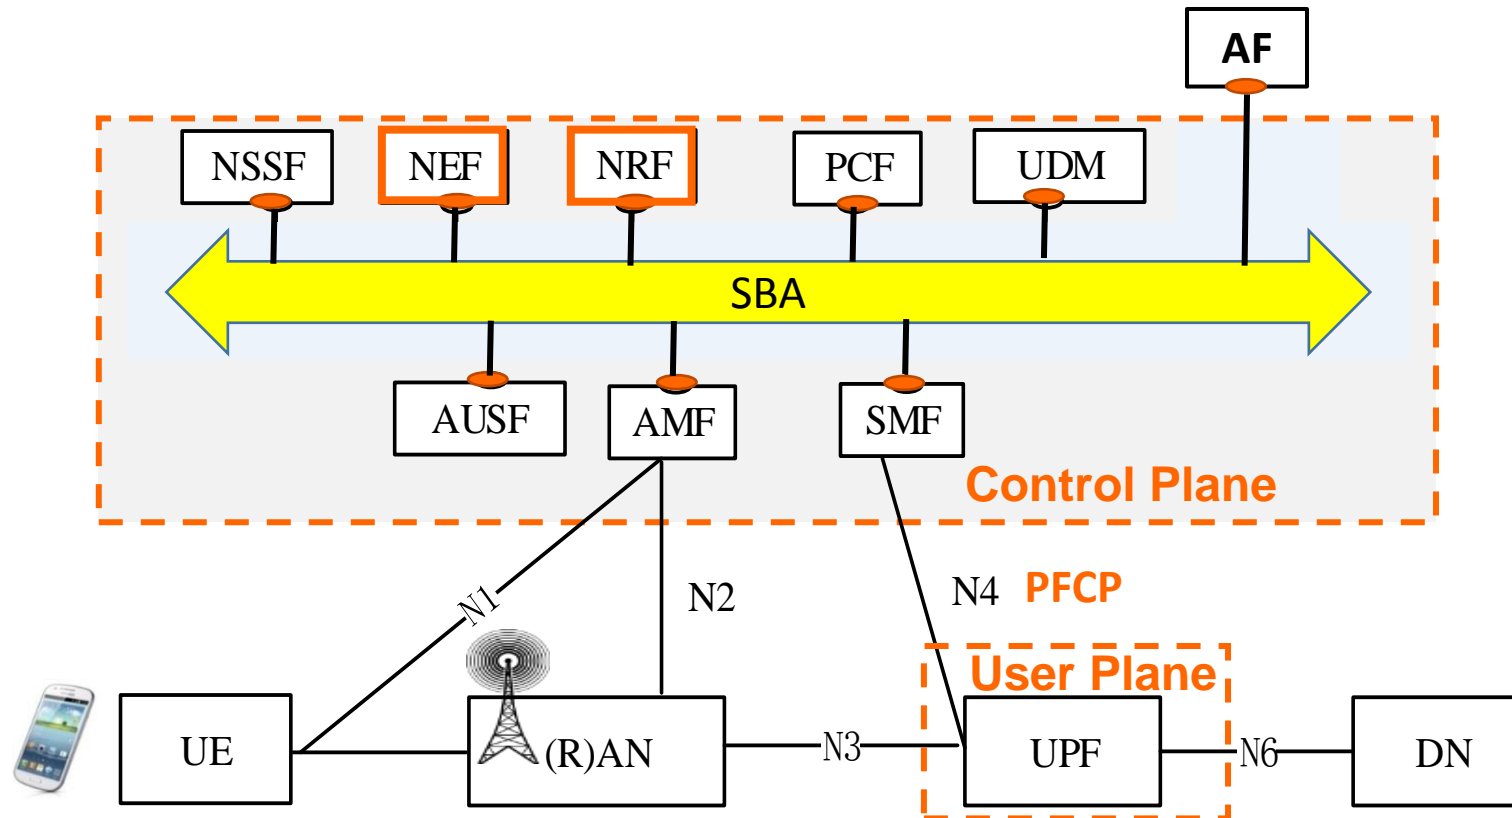 AF
NSSF
NEF
NRF
PCF
UDM
SBA
AUSF
AMF
SMF
Control Plane
N1
N2
N4
PFCP
User Plane
UE
(R)AN
N3
UPF
N6
DN